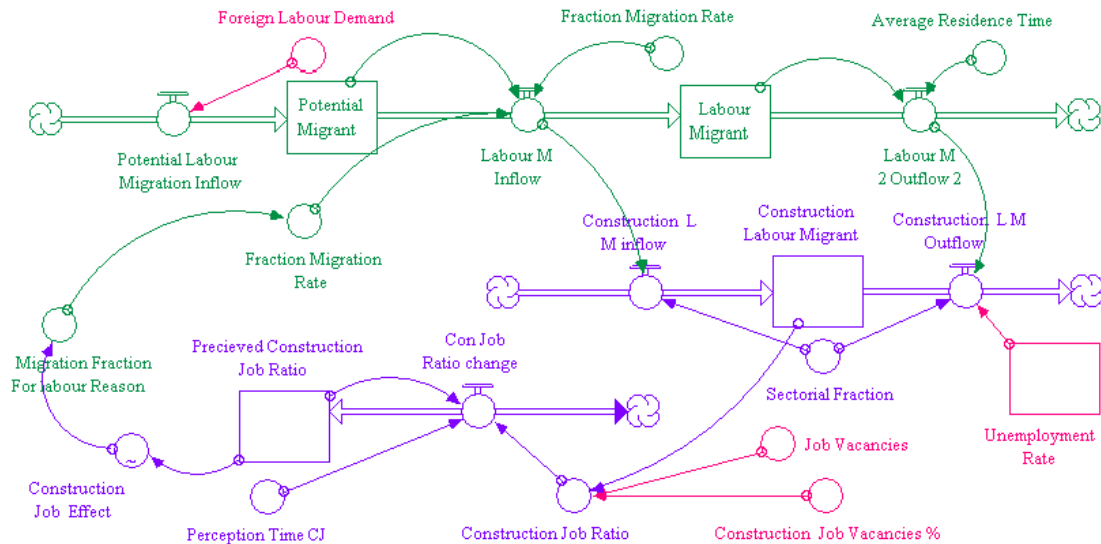 Foreign Labour Demand
Fraction Migration Rate
Average Residence Time
Potential
Migrant
Labour
Migrant
Potential Labour
Migration Inflow
Labour M
Inflow
Labour M
2 Outflow 2
Fraction Migration
Rate
Construction L
M inflow
Construction
Labour Migrant
Construction L M
Outflow
Migration Fraction
For labour Reason
Precieved Construction
Job Ratio
Con Job
Ratio change
Sectorial Fraction
Unemployment
Rate
Job Vacancies
~
Construction
Job Effect
Perception Time CJ
Construction Job Ratio
Construction Job Vacancies %